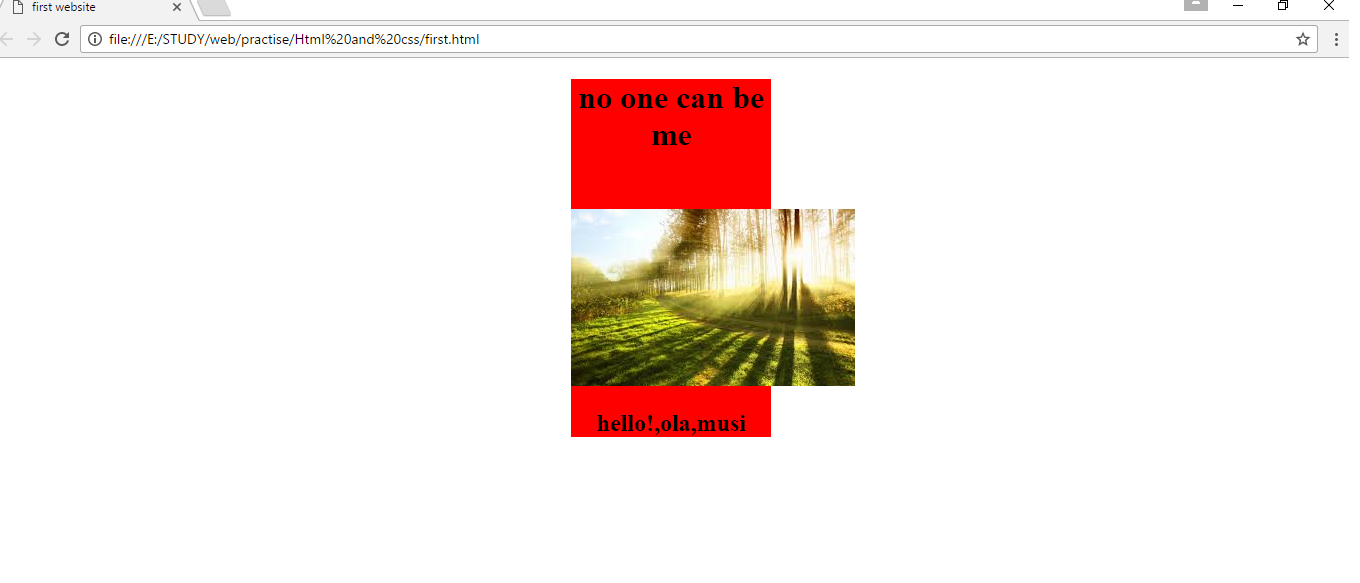 first website
file:///E:/STUDY/web/practise/Html%20and%20css/first.html
no one can be
me
hello!,ola,musi